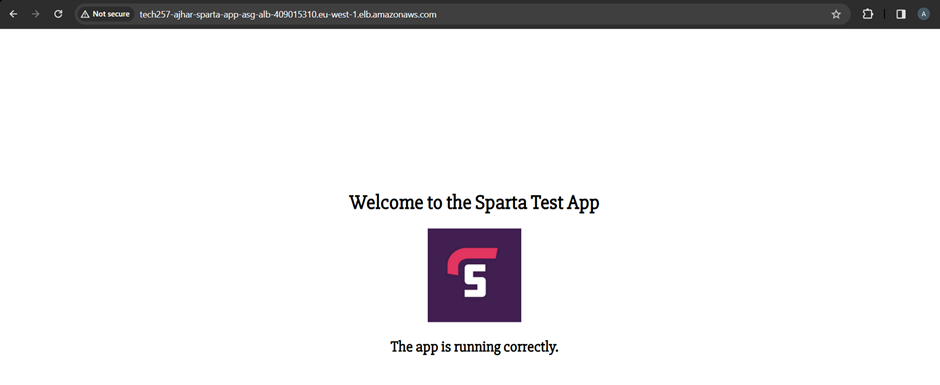 Not secure tech257-ajhar-sparta-app-asg-alb-409015310.eu-west-1.elb.amazonaws.com A
Welcome to the Sparta Test App
S
The app is running correctly.